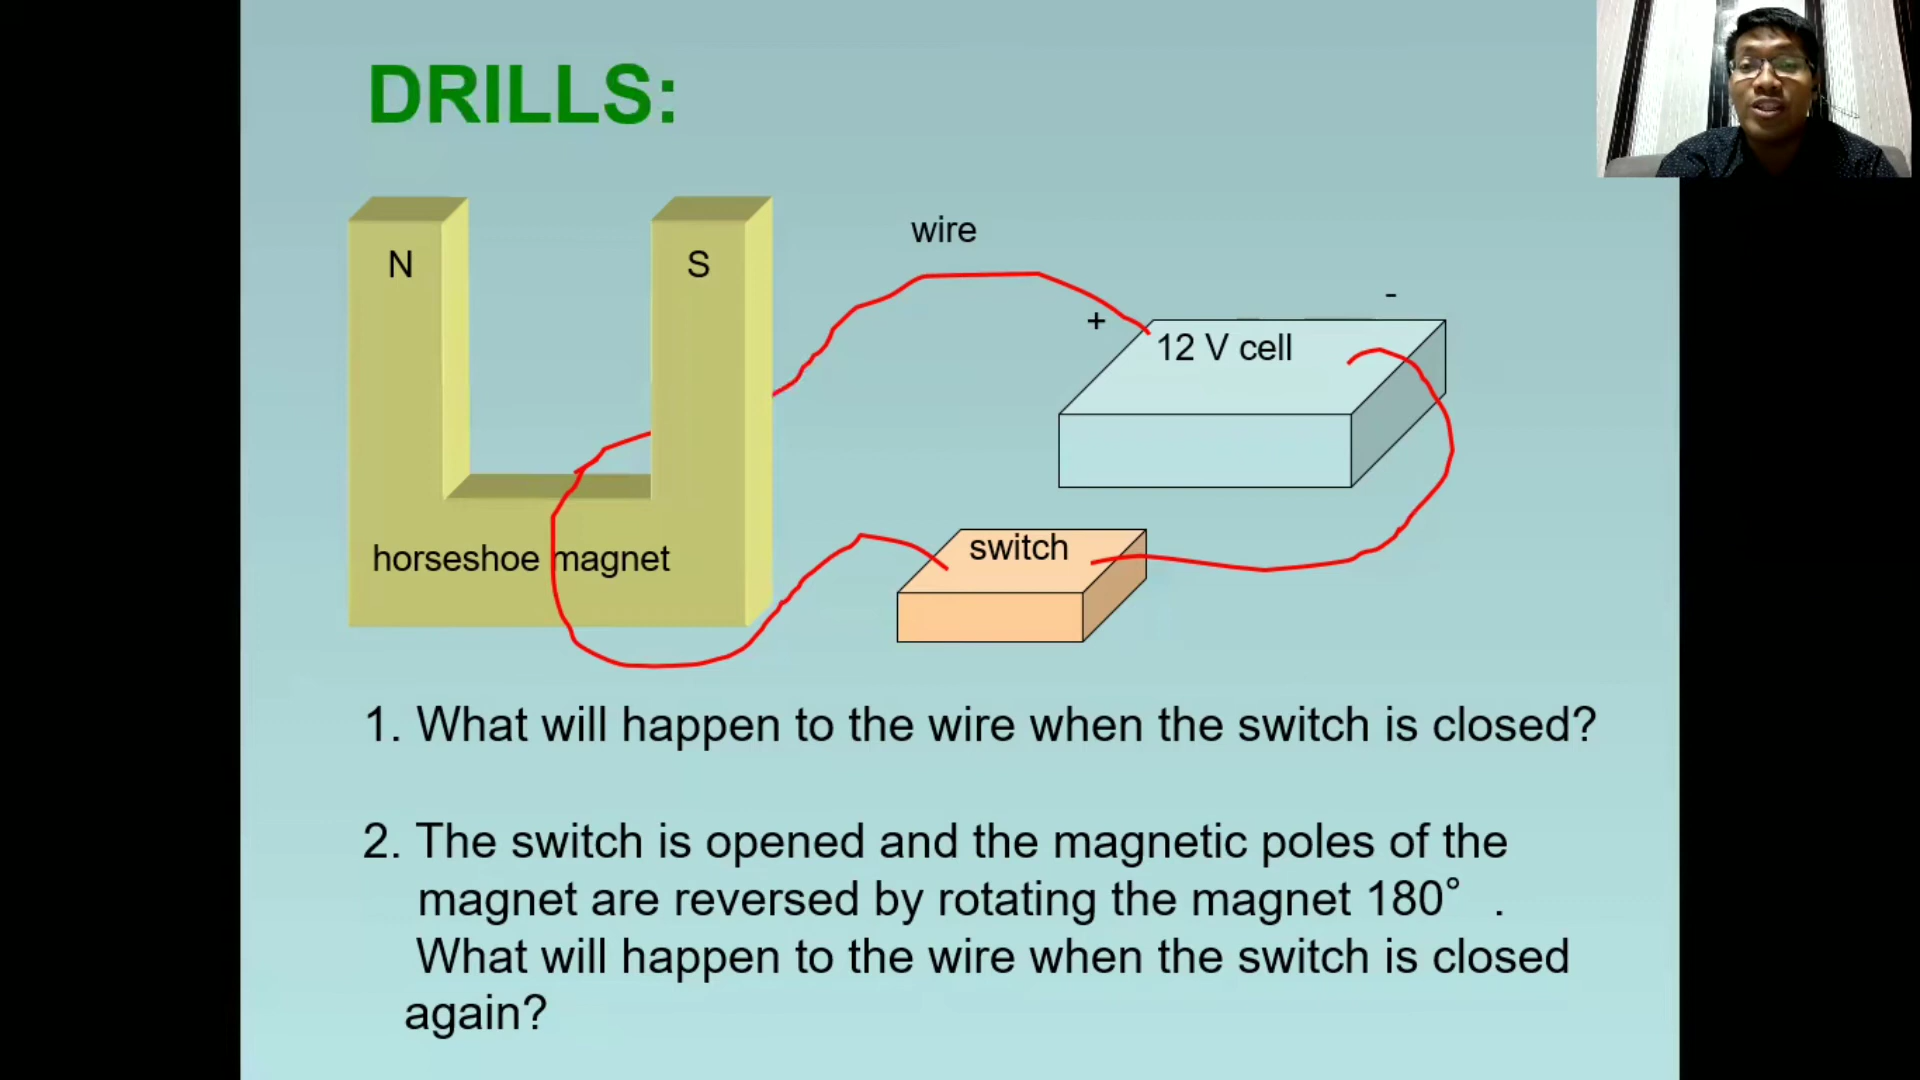 DRILLS:
N
S
wire
+
-
12 V cell
switch
horseshoe magnet
1. What will happen to the wire when the switch is closed?
2. The switch is opened and the magnetic poles of the
magnet are reversed by rotating the magnet 180° .
What will happen to the wire when the switch is closed
again?